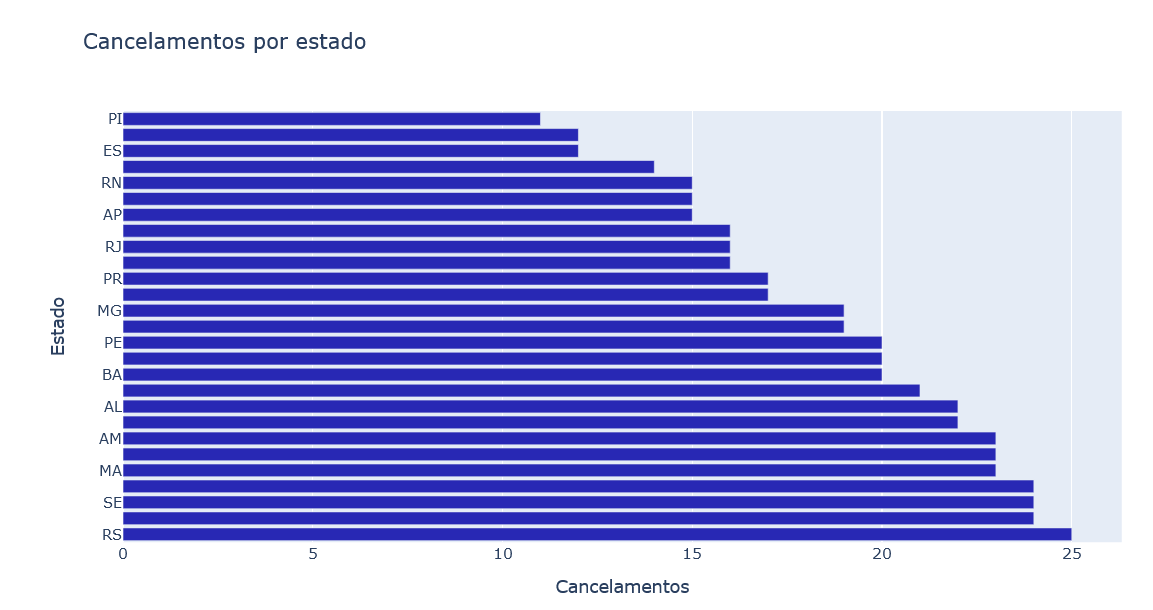 Cancelamentos por estado
Estado
PI
ES
RN
AP
RJ
PR
MG
PE
BA
AL
AM
MA
SE
RS
0 5 10 15 20 25
Cancelamentos